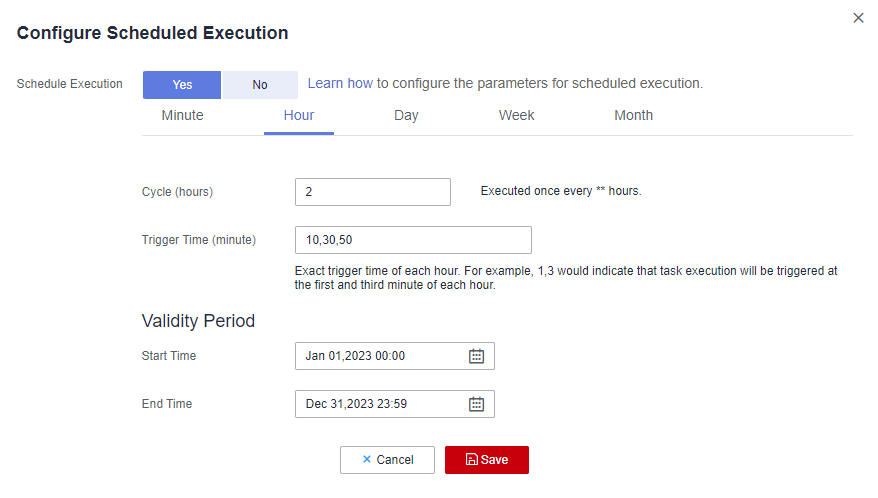 Configure Scheduled Execution
Schedule Execution Yes No Learn how to configure the parameters for scheduled execution.
Minute Hour Day Week Month
Cycle (hours) 2 Executed once every ** hours.
Trigger Time (minute) 10,30,50
Exact trigger time of each hour. For example, 1,3 would indicate that task execution will be triggered at
the first and third minute of each hour.
Validity Period
Start Time Jan 01,2023 00:00
End Time Dec 31,2023 23:59
Cancel Save